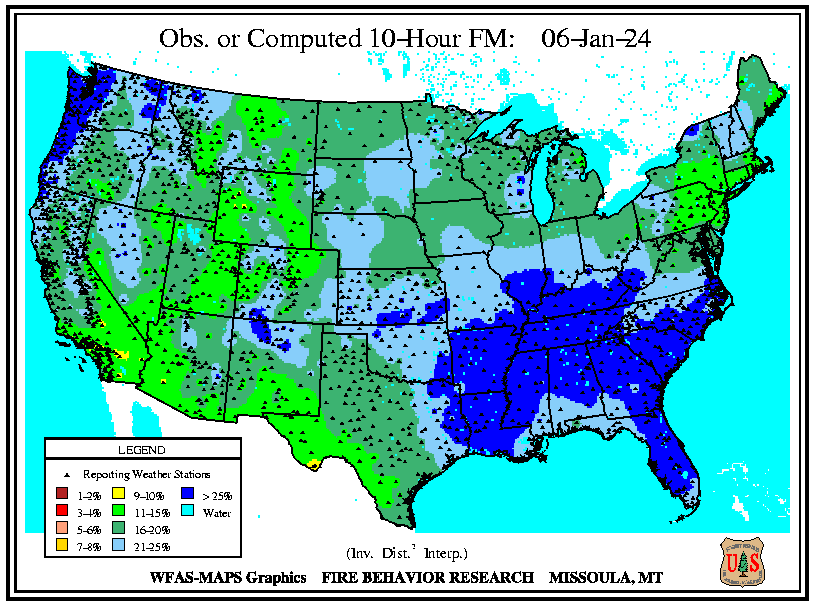 Obs. or Computed 10-Hour FM: 06-Jan-24
LEGEND
Reporting Weather Stations
1-2% 9-10% > 25%
3-4% 11-15% Water
5-6% 16-20%
7-8% 21-25%
(Inv. Dist.² Interp.)
WFAS-MAPS Graphics FIRE BEHAVIOR RESEARCH MISSOULA, MT
U S